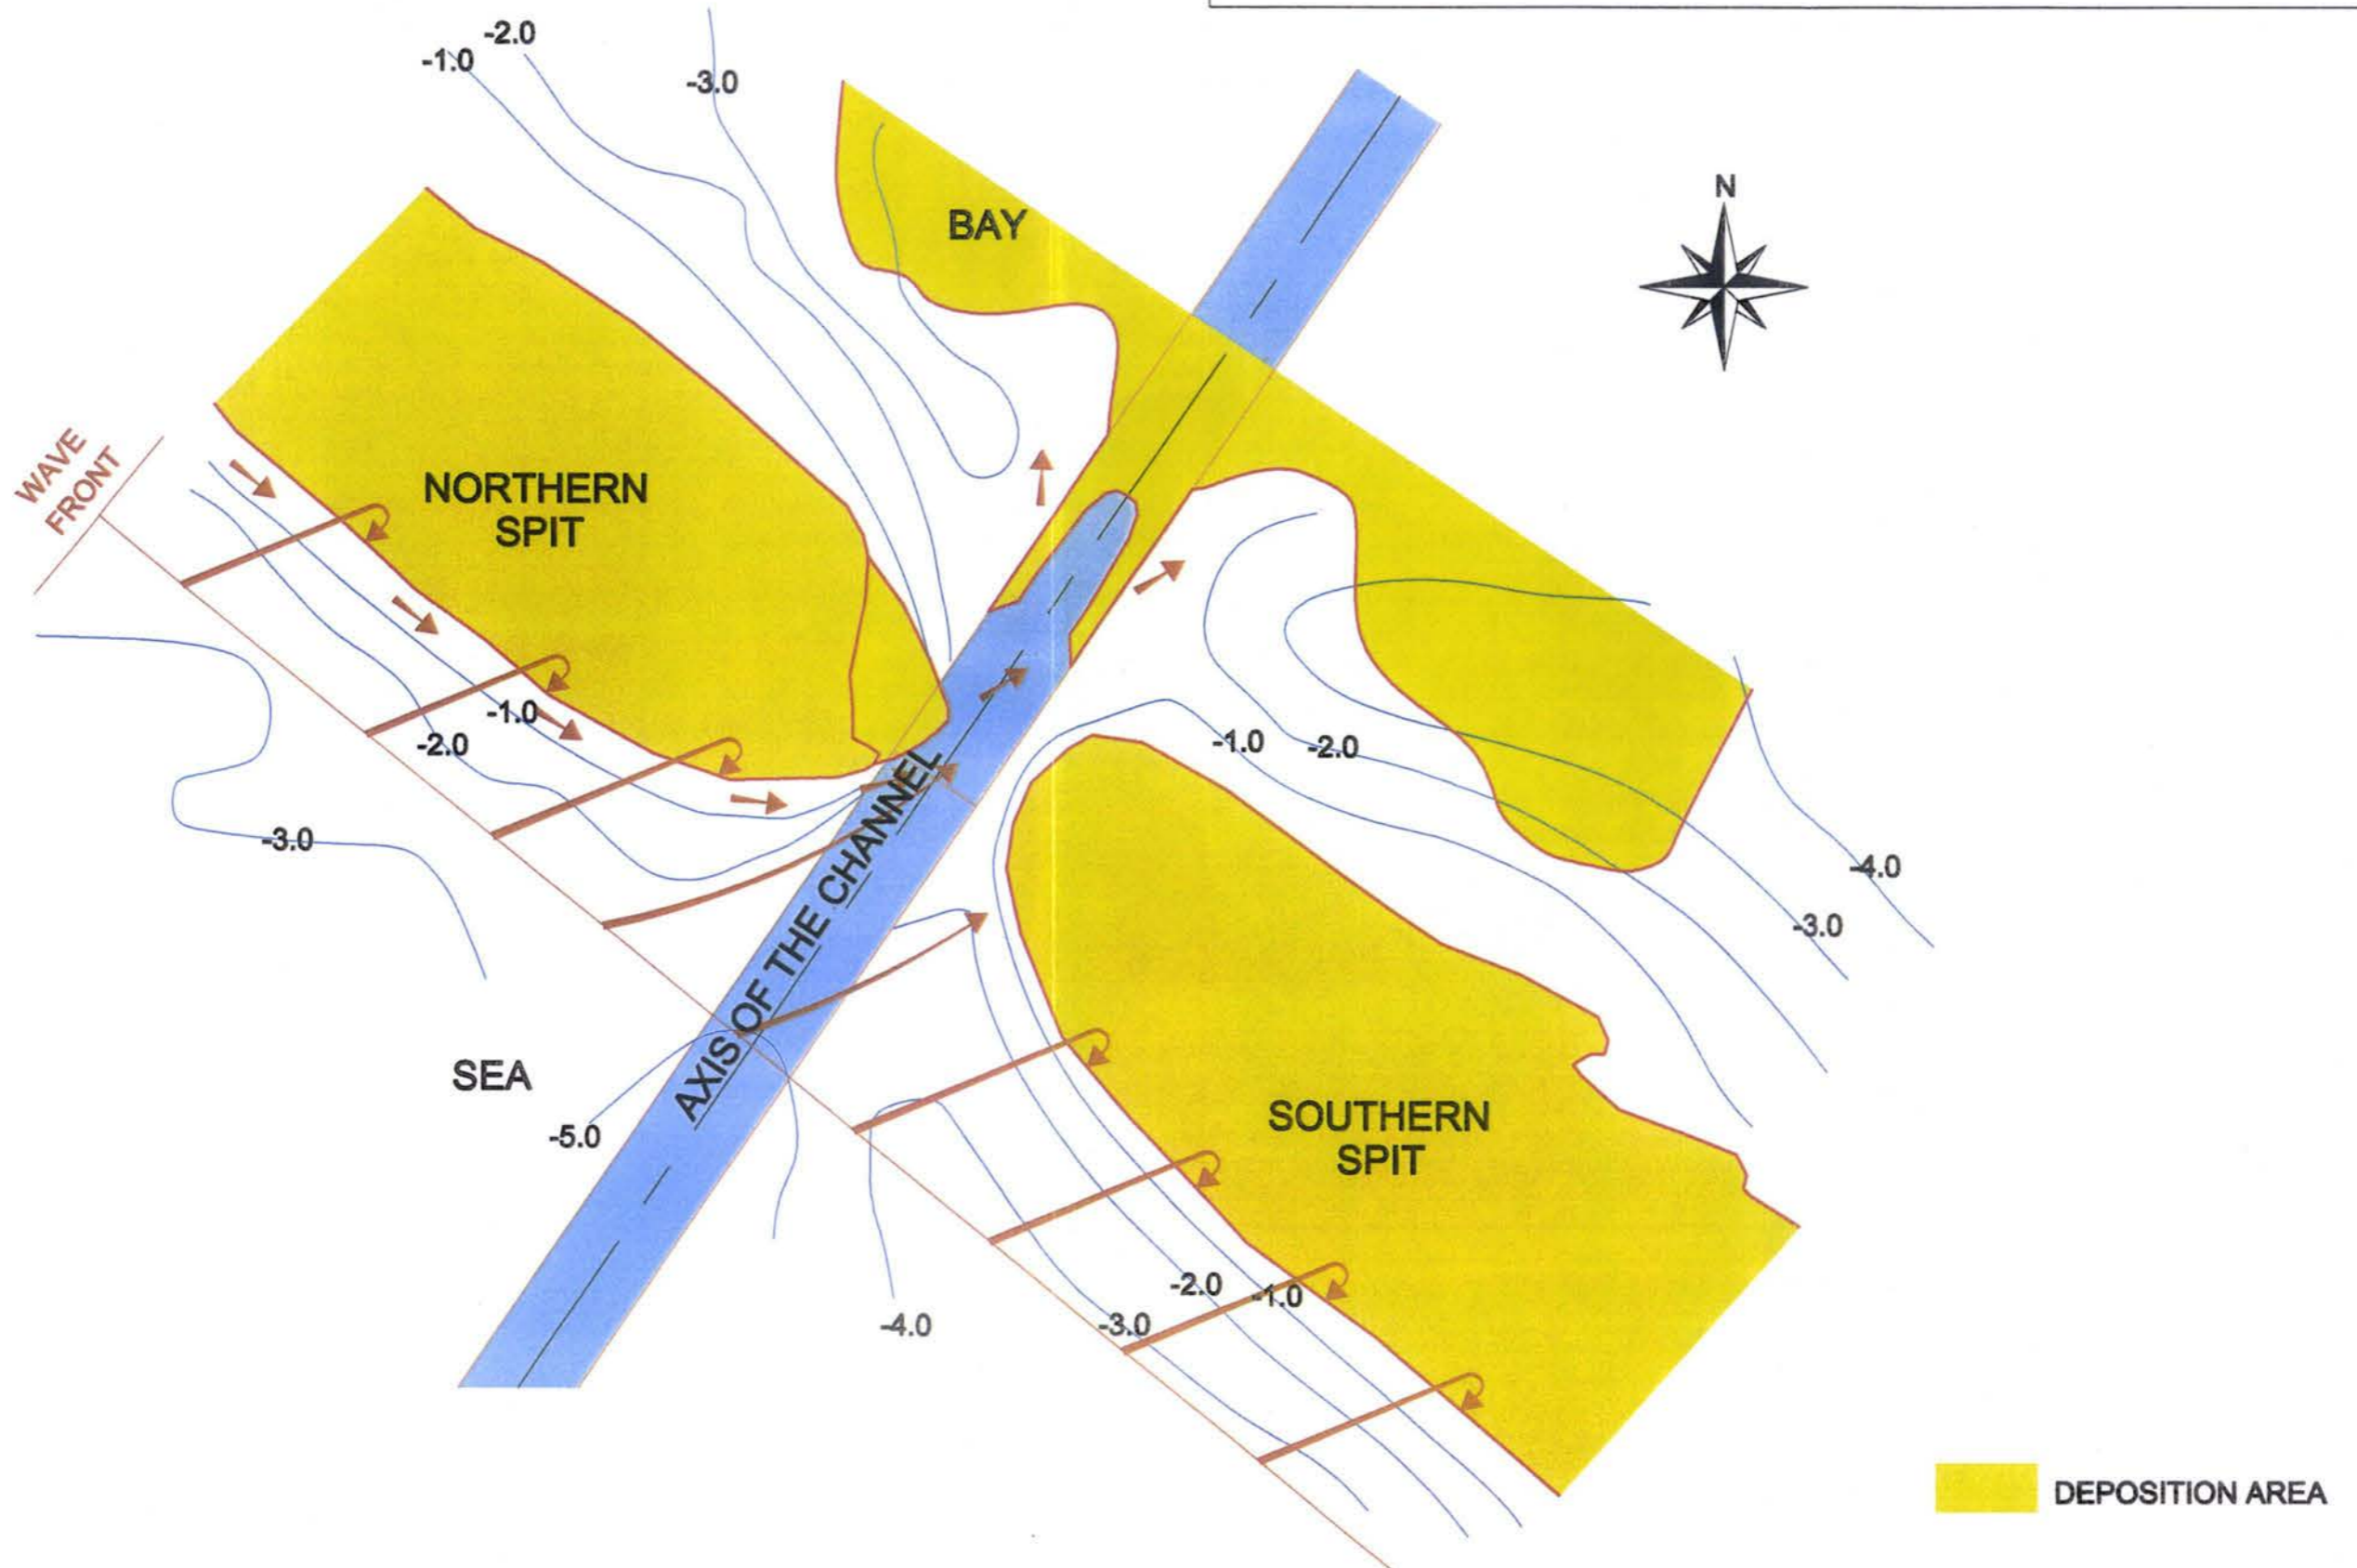 -2.0
-1.0
-3.0
BAY
N
WAVE
FRONT
NORTHERN
SPIT
-1.0
-2.0
-1.0
-2.0
-3.0
-4.0
-3.0
AXIS OF THE CHANNEL
SEA
-5.0
SOUTHERN
SPIT
-2.0
-1.0
-4.0
-3.0
DEPOSITION AREA